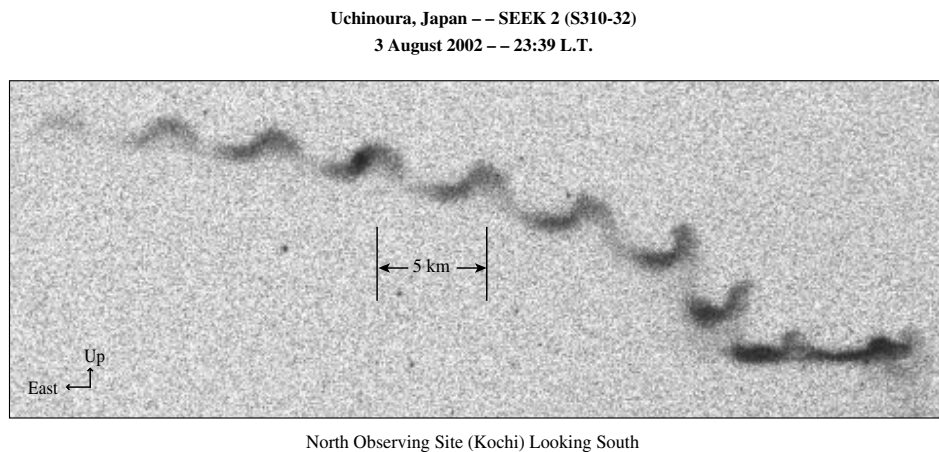 Uchinoura, Japan – – SEEK 2 (S310-32)
3 August 2002 – – 23:39 L.T.
5 km
Up
East
North Observing Site (Kochi) Looking South